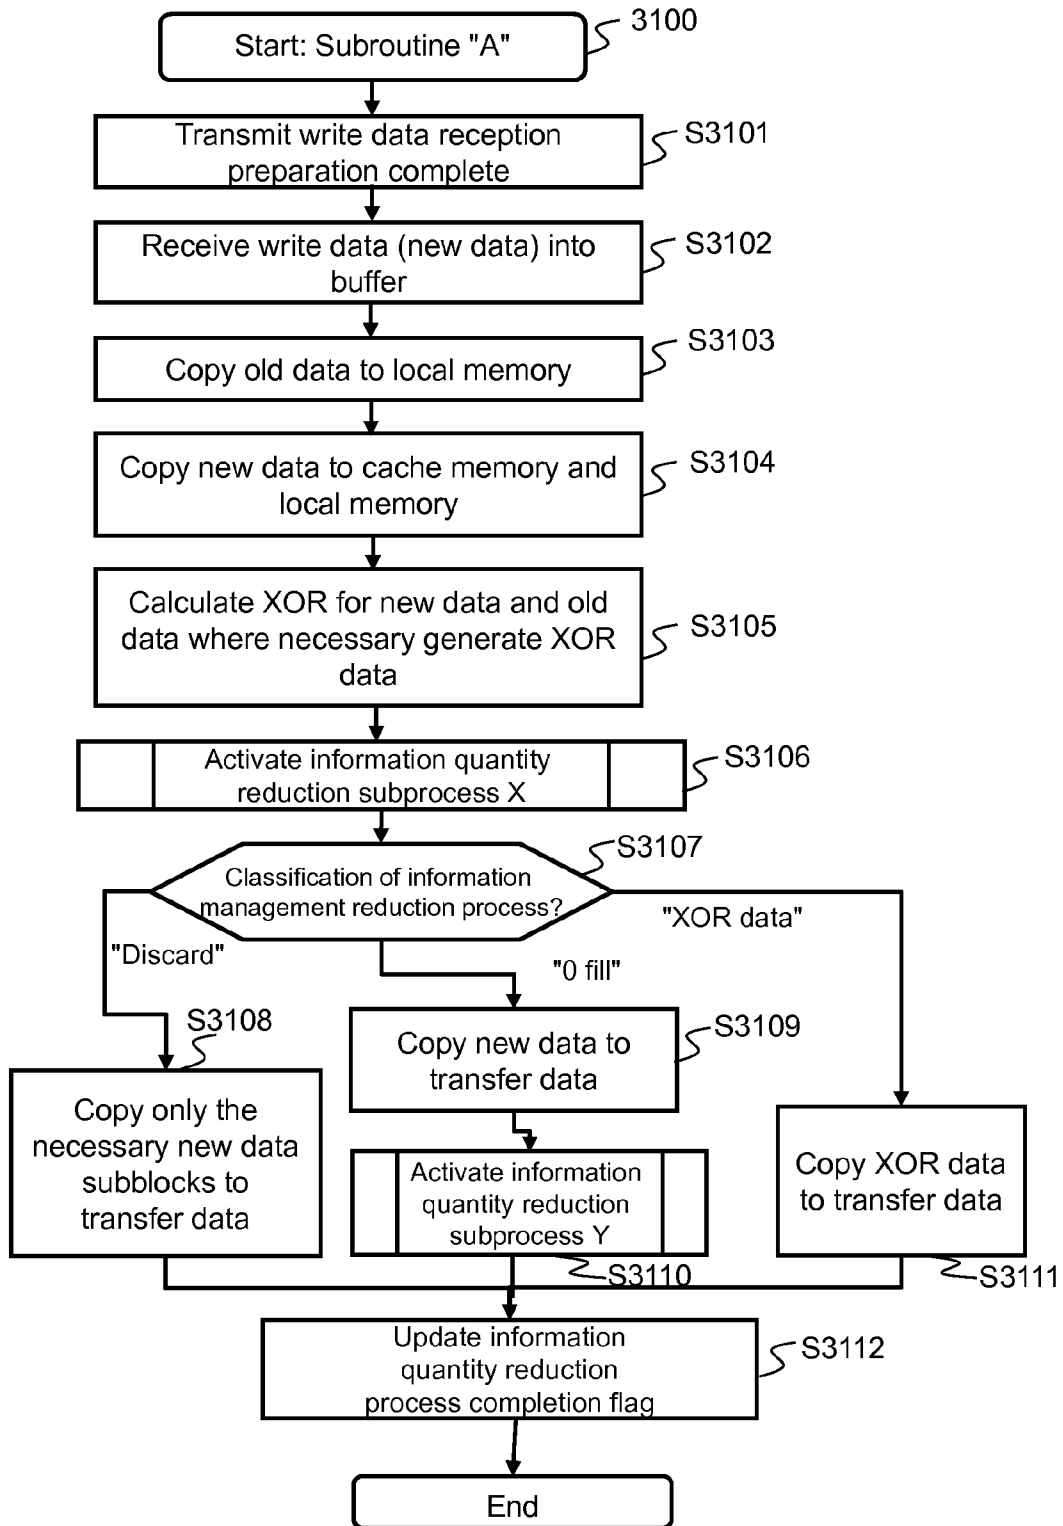 Start: Subroutine "A"
3100
Transmit write data reception
preparation complete
S3101
Receive write data (new data) into
buffer
S3102
Copy old data to local memory
S3103
Copy new data to cache memory and
local memory
S3104
Calculate XOR for new data and old
data where necessary generate XOR
data
S3105
Activate information quantity
reduction subprocess X
S3106
Classification of information
management reduction process?
S3107
"Discard"
"0 fill"
"XOR data"
S3108
Copy only the
necessary new data
subblocks to
transfer data
Copy new data to
transfer data
S3109
Activate information
quantity reduction
subprocess Y
S3110
Copy XOR data
to transfer data
S3111
Update information
quantity reduction
process completion flag
S3112
End